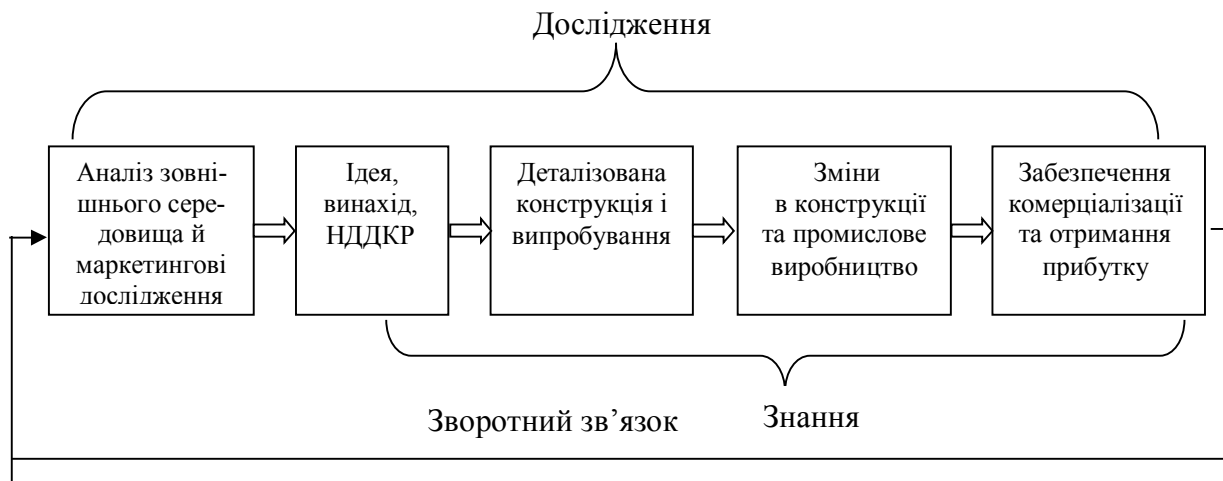 Дослідження
Аналіз зовні-
шнього сере-
довища й
маркетингові
дослідження
Ідея,
винахід,
НДДКР
Деталізована
конструкція і
випробування
Зміни
в конструкції
та промислове
виробництво
Забезпечення
комерціалізації
та отримання
прибутку
Зворотний зв’язок
Знання